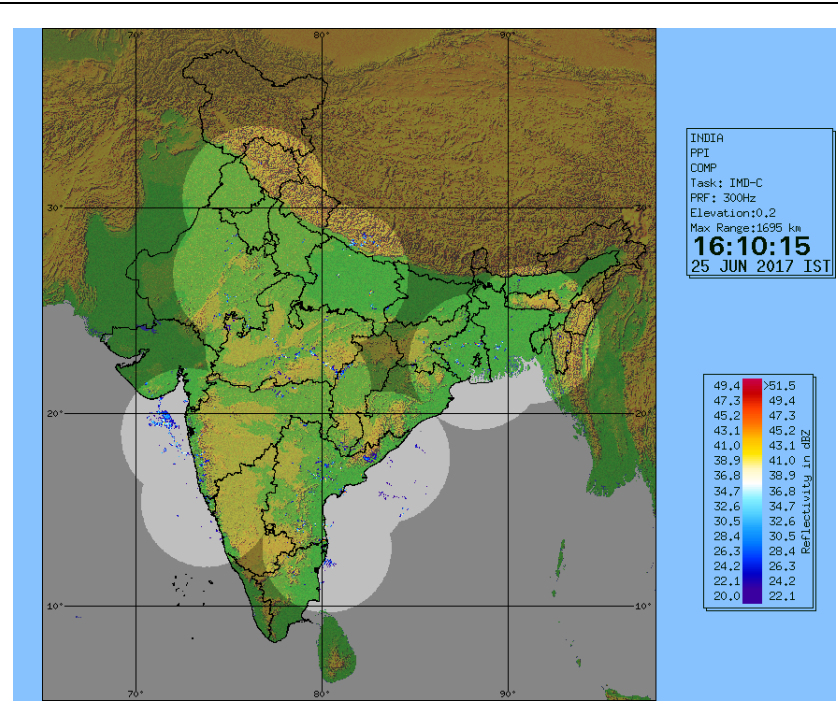 70° 80° 90°
30° 30°
20° 20°
10° 10°
70° 80° 90°
INDIA
PPI
COMP
Task: IMD-C
PRF: 300Hz
Elevation:0.2
Max Range:1695 km
16:10:15
25 JUN 2017 IST
49.4 >51.5
47.3 49.4
45.2 47.3
43.1 45.2
41.0 43.1
38.9 41.0
36.8 38.9
34.7 36.8
32.6 34.7
30.5 32.6
28.4 30.5
26.3 28.4
24.2 26.3
22.1 24.2
20.0 22.1
Reflectivity in dBZ